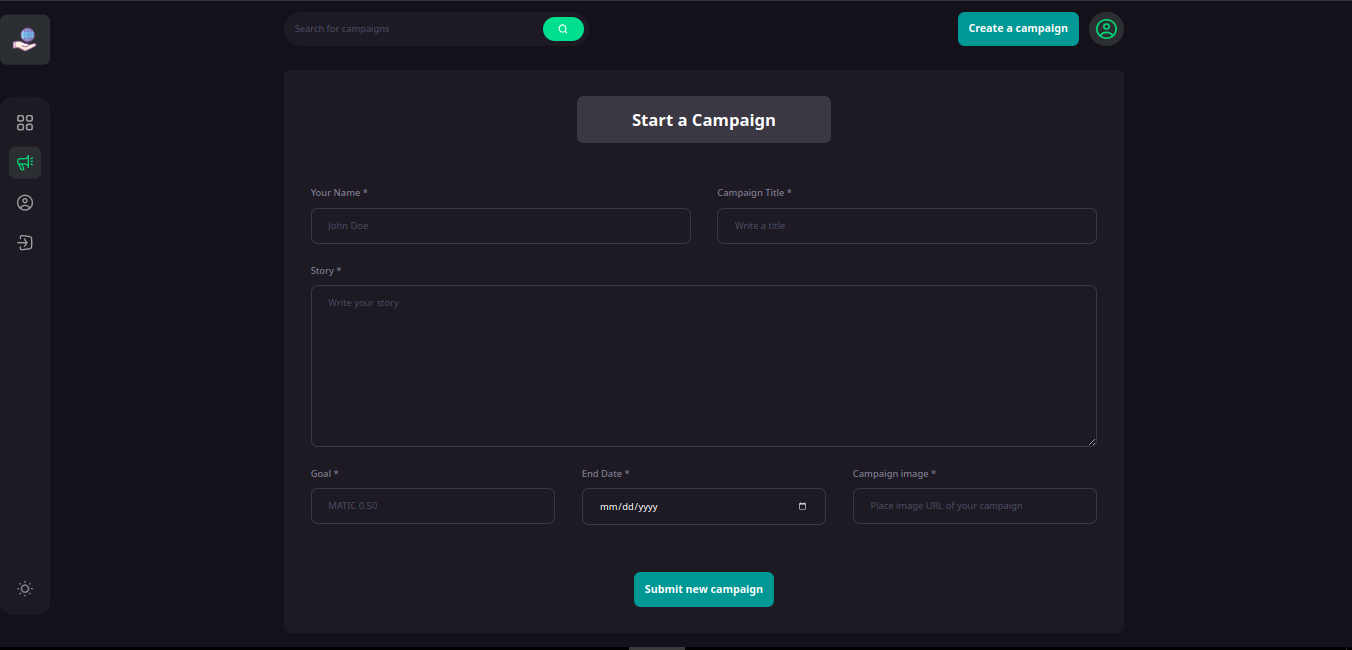 Search for campaigns
Create a campaign
Start a Campaign
Your Name *
Campaign Title *
John Doe
Write a title
Story *
Write your story
Goal *
End Date *
Campaign image *
MATIC 0.50
mm/dd/yyyy
Place image URL of your campaign
Submit new campaign